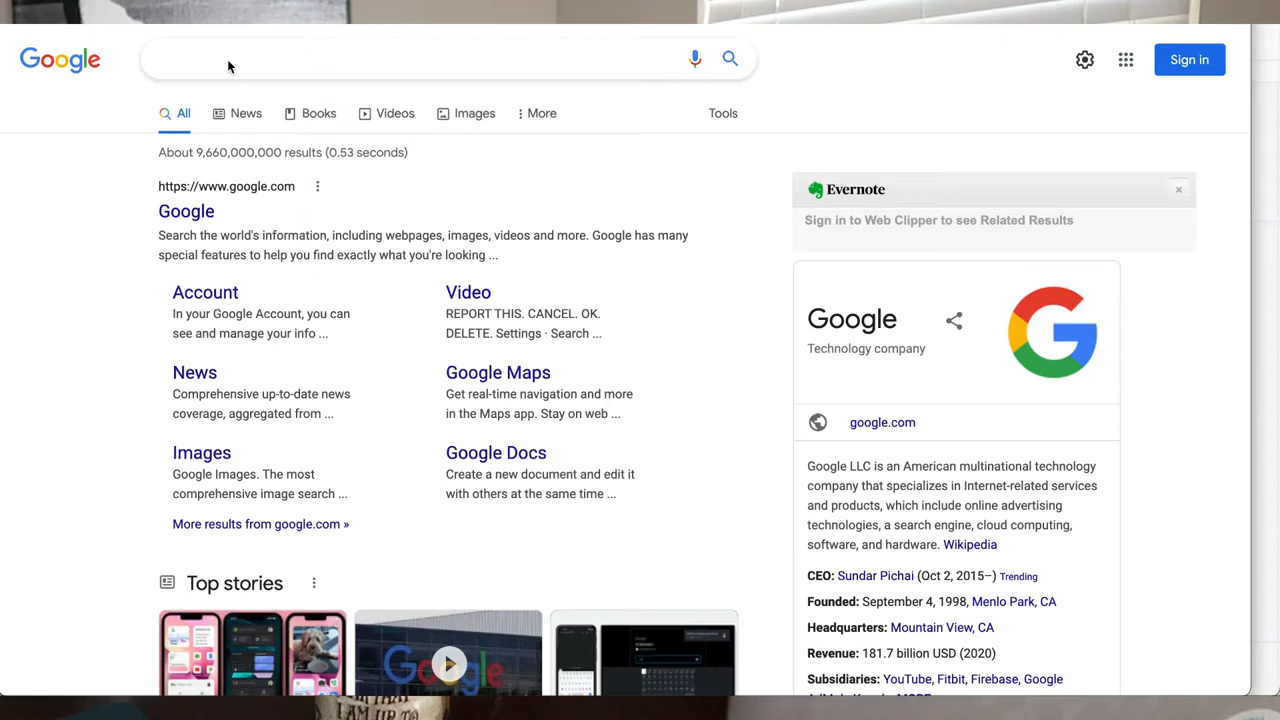 Google
Sign in
All
News
Books
Videos
Images
More
Tools
About 9,660,000,000 results (0.53 seconds)
https://www.google.com
Google
Search the world's information, including webpages, images, videos and more. Google has many
special features to help you find exactly what you're looking ...
Account
In your Google Account, you can
see and manage your info ...
Video
REPORT THIS. CANCEL. OK.
DELETE. Settings · Search ...
News
Comprehensive up-to-date news
coverage, aggregated from ...
Google Maps
Get real-time navigation and more
in the Maps app. Stay on web ...
Images
Google Images. The most
comprehensive image search ...
Google Docs
Create a new document and edit it
with others at the same time ...
More results from google.com »
Top stories
Google
Evernote
Sign in to Web Clipper to see Related Results
Google
Technology company
G
google.com
Google LLC is an American multinational technology
company that specializes in Internet-related services
and products, which include online advertising
technologies, a search engine, cloud computing,
software, and hardware. Wikipedia
CEO: Sundar Pichai (Oct 2, 2015–) Trending
Founded: September 4, 1998, Menlo Park, CA
Headquarters: Mountain View, CA
Revenue: 181.7 billion USD (2020)
Subsidiaries: YouTube, Fitbit, Firebase, Google
I AM UP TO